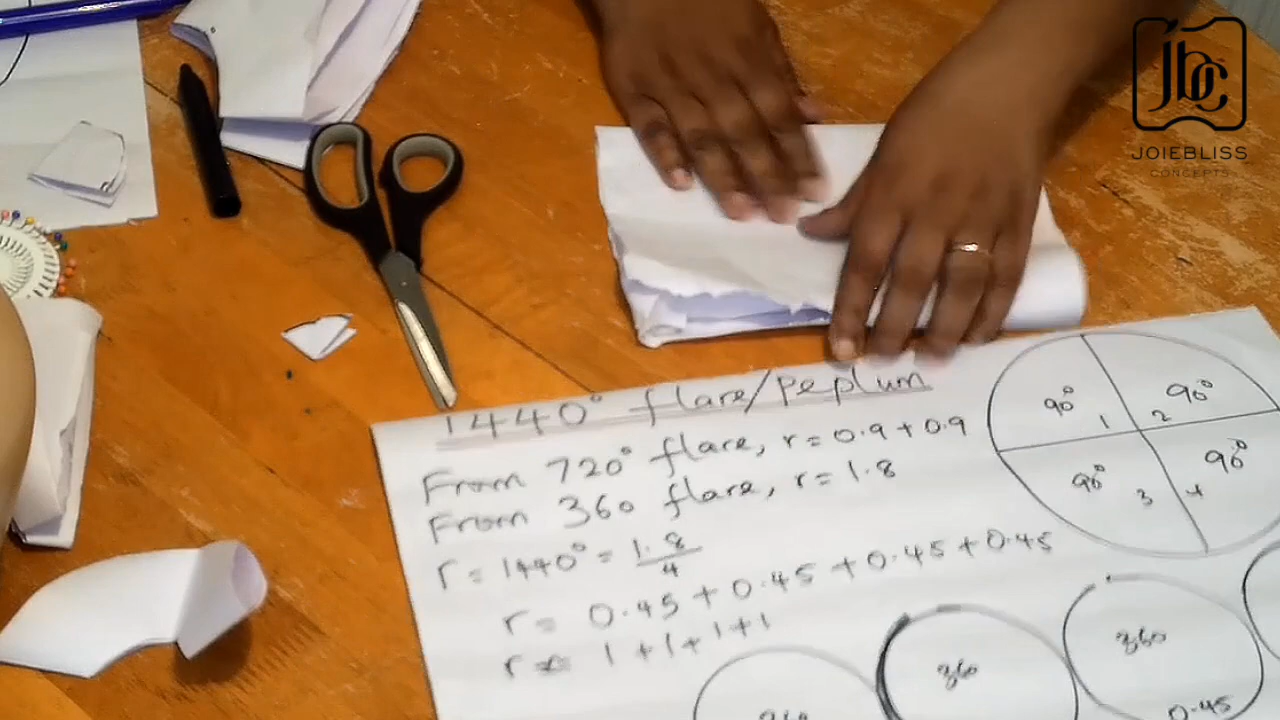 JOIEBLISS
CONCEPTS
1440° flare/peplum
From 720° flare, r = 0.9 + 0.9
From 360 flare, r = 1.8
r = 1440° = 1.8/4
r = 0.45 + 0.45 + 0.45 + 0.45
r = 1 + 1 + 1 + 1
90° 1
90° 2
90° 3
90° 4
360
360
360
0.45